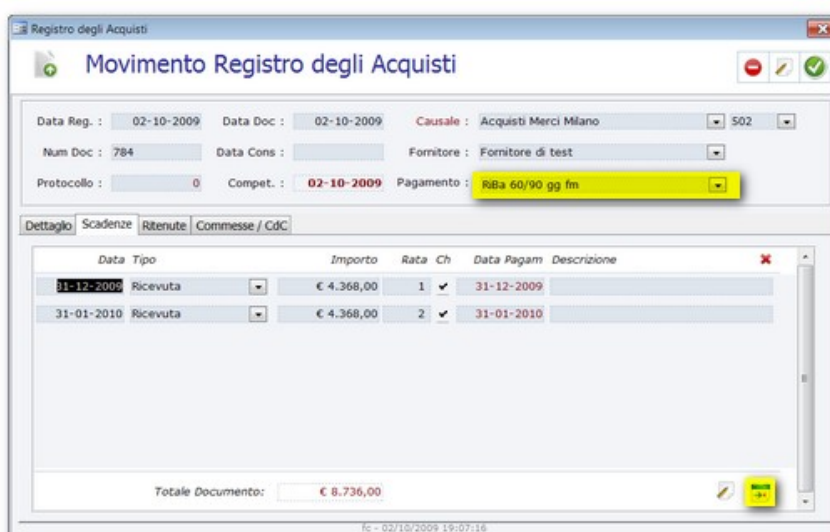 Registro degli Acquisti
Movimento Registro degli Acquisti
Data Reg. : 02-10-2009 Data Doc : 02-10-2009 Causale : Acquisti Merci Milano S02
Num Doc : 784 Data Cons : Fornitore : Fornitore di test
Protocollo : 0 Compet. : 02-10-2009 Pagamento : RiBa 60/90 gg fm
Dettaglio Scadenze Ritenute Commesse / CdC
Data Tipo Importo Rata Ch Data Pagam Descrizione
31-12-2009 Ricevuta € 4.368,00 1 31-12-2009
31-01-2010 Ricevuta € 4.368,00 2 31-01-2010
Totale Documento: € 8.736,00
fc - 02/10/2009 19:07:16